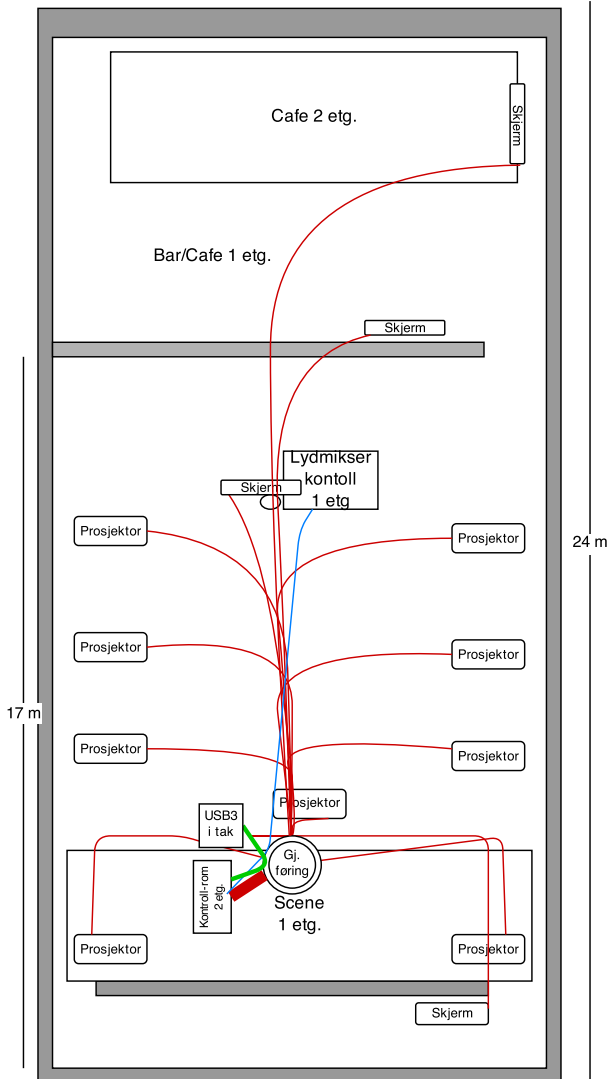 Cafe 2 etg.
Skjerm
Bar/Cafe 1 etg.
Skjerm
Lydmikser
kontoll
1 etg
Skjerm
Prosjektor
Prosjektor
24 m
Prosjektor
Prosjektor
17 m
Prosjektor
Prosjektor
Prosjektor
USB3
i tak
Gj.
føring
Kontroll-rom
2 etg.
Scene
1 etg.
Prosjektor
Prosjektor
Skjerm